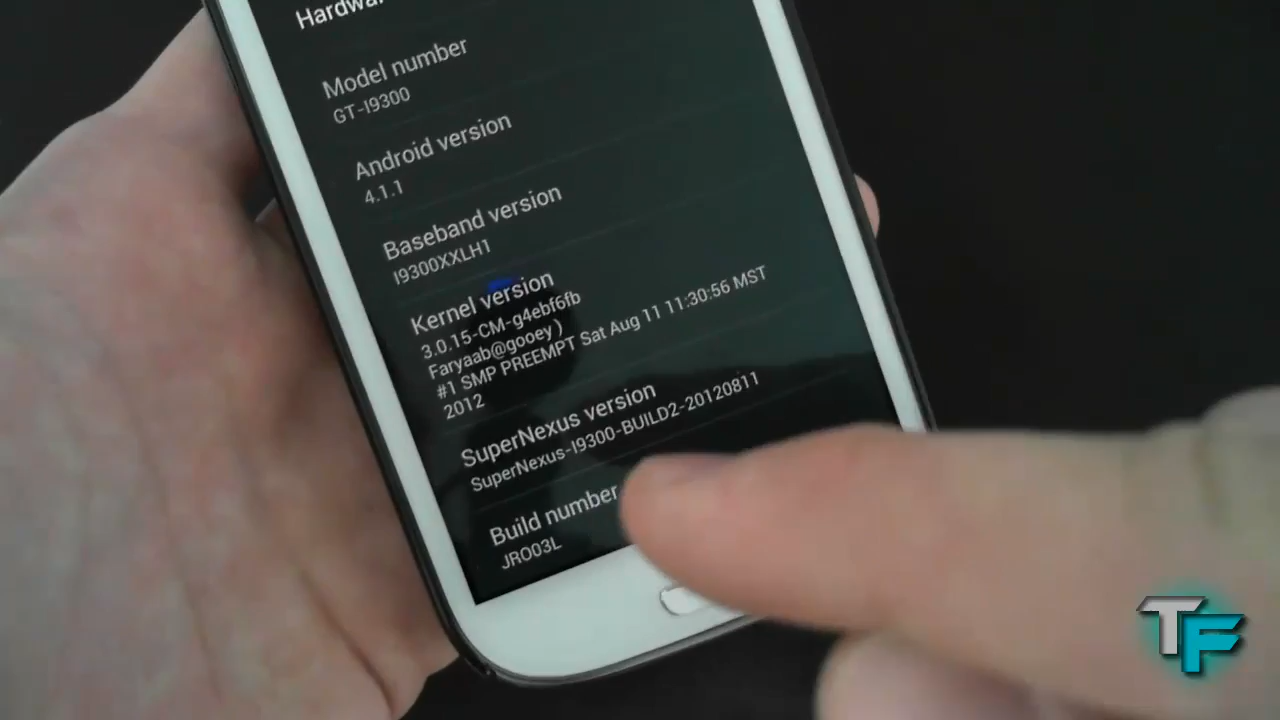 Model number
GT-I9300
Android version
4.1.1
Baseband version
I9300XXLH1
Kernel version
3.0.15-CM-g4ebf6fb
Faryaab@gooey )
#1 SMP PREEMPT Sat Aug 11 11:30:56 MST
2012
SuperNexus version
SuperNexus-I9300-BUILD2-20120811
Build number
JRO03L
TF